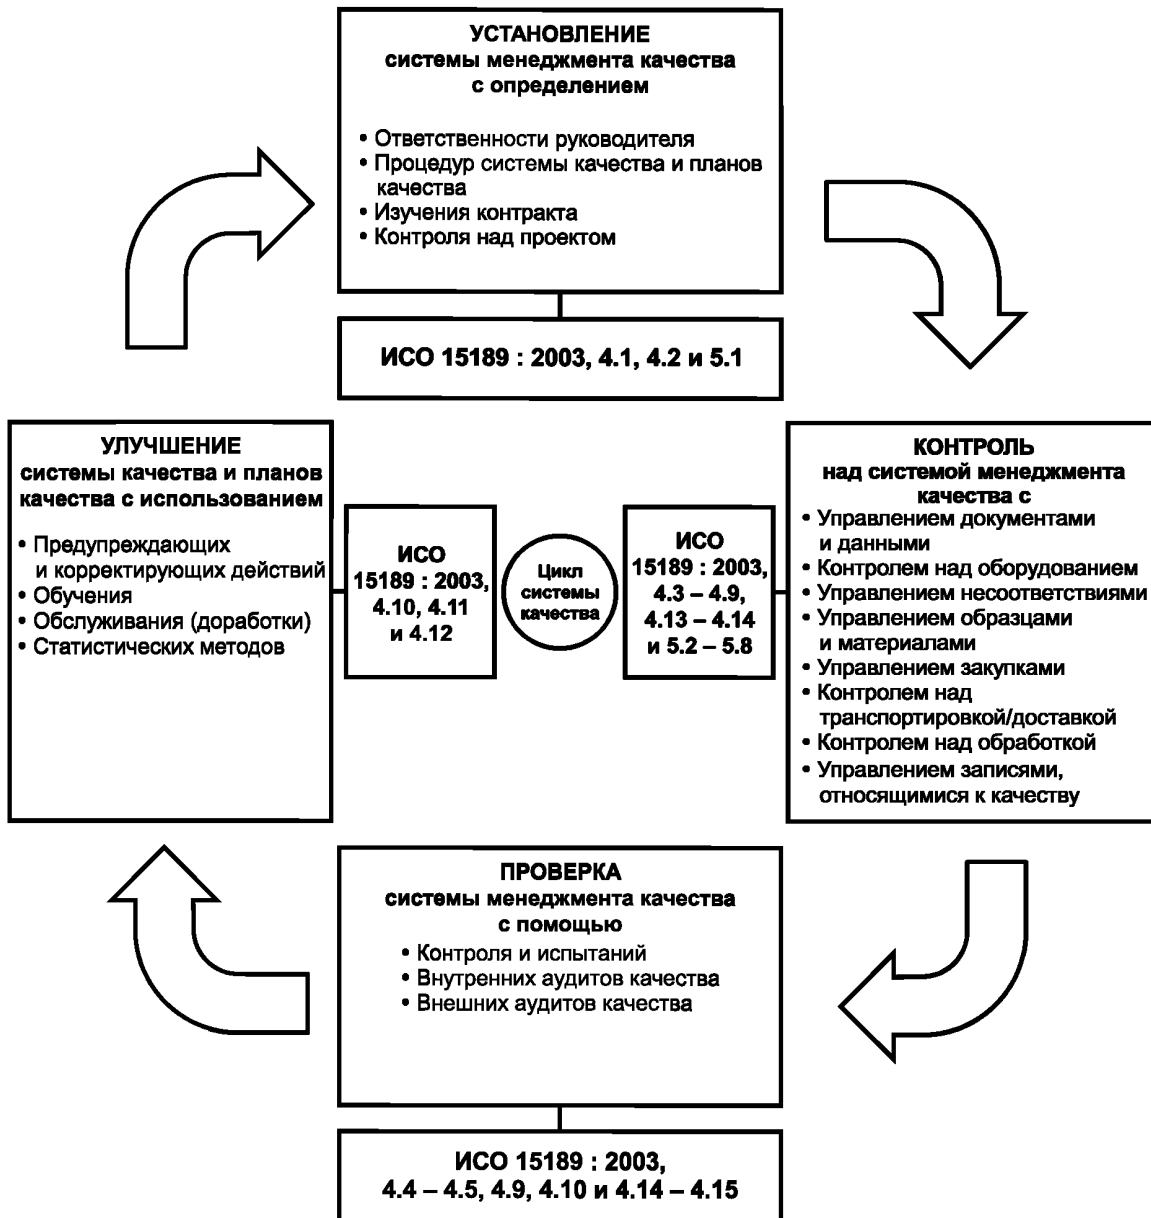 УСТАНОВЛЕНИЕ
системы менеджмента качества
с определением
• Ответственности руководителя
• Процедур системы качества и планов
качества
• Изучения контракта
• Контроля над проектом
ИСО 15189 : 2003, 4.1, 4.2 и 5.1
УЛУЧШЕНИЕ
системы качества и планов
качества с использованием
• Предупреждающих
и корректирующих действий
• Обучения
• Обслуживания (доработки)
• Статистических методов
ИСО
15189 : 2003,
4.10, 4.11
и 4.12
Цикл
системы
качества
ИСО
15189 : 2003,
4.3 – 4.9,
4.13 – 4.14
и 5.2 – 5.8
КОНТРОЛЬ
над системой менеджмента
качества с
• Управлением документами
и данными
• Контролем над оборудованием
• Управлением несоответствиями
• Управлением образцами
и материалами
• Управлением закупками
• Контролем над
транспортировкой/доставкой
• Контролем над обработкой
• Управлением записями,
относящимися к качеству
ПРОВЕРКА
системы менеджмента качества
с помощью
• Контроля и испытаний
• Внутренних аудитов качества
• Внешних аудитов качества
ИСО 15189 : 2003,
4.4 – 4.5, 4.9, 4.10 и 4.14 – 4.15